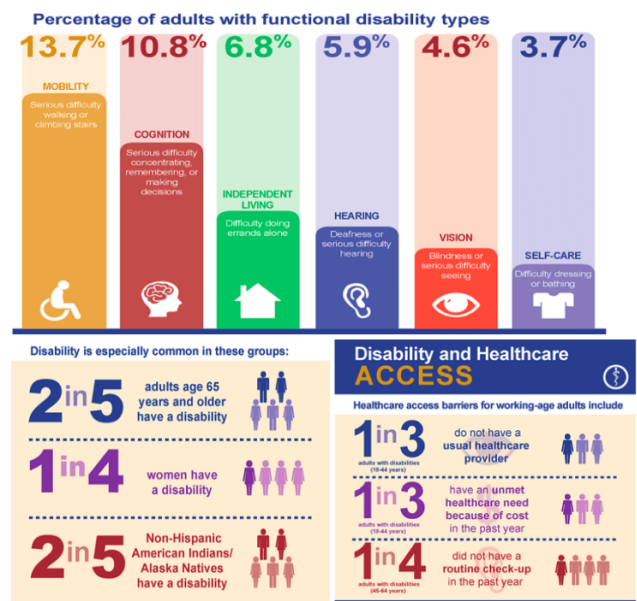 Percentage of adults with functional disability types
13.7% 10.8% 6.8% 5.9% 4.6% 3.7%
MOBILITY
Serious difficulty
walking or
climbing stairs
COGNITION
Serious difficulty
concentrating,
remembering, or
making
decisions
INDEPENDENT
LIVING
Difficulty doing
errands alone
HEARING
Deafness or
serious difficulty
hearing
VISION
Blindness or
serious difficulty
seeing
SELF-CARE
Difficulty dressing
or bathing
Disability is especially common in these groups:
2 in 5
adults age 65
years and older
have a disability
1 in 4
women have
a disability
2 in 5
Non-Hispanic
American Indians/
Alaska Natives
have a disability
Disability and Healthcare
ACCESS
Healthcare access barriers for working-age adults include
1 in 3
adults with disabilities
(18-44 years)
do not have a
usual healthcare
provider
1 in 3
adults with disabilities
(18-44 years)
have an unmet
healthcare need
because of cost
in the past year
1 in 4
adults with disabilities
(45-64 years)
did not have a
routine check-up
in the past year